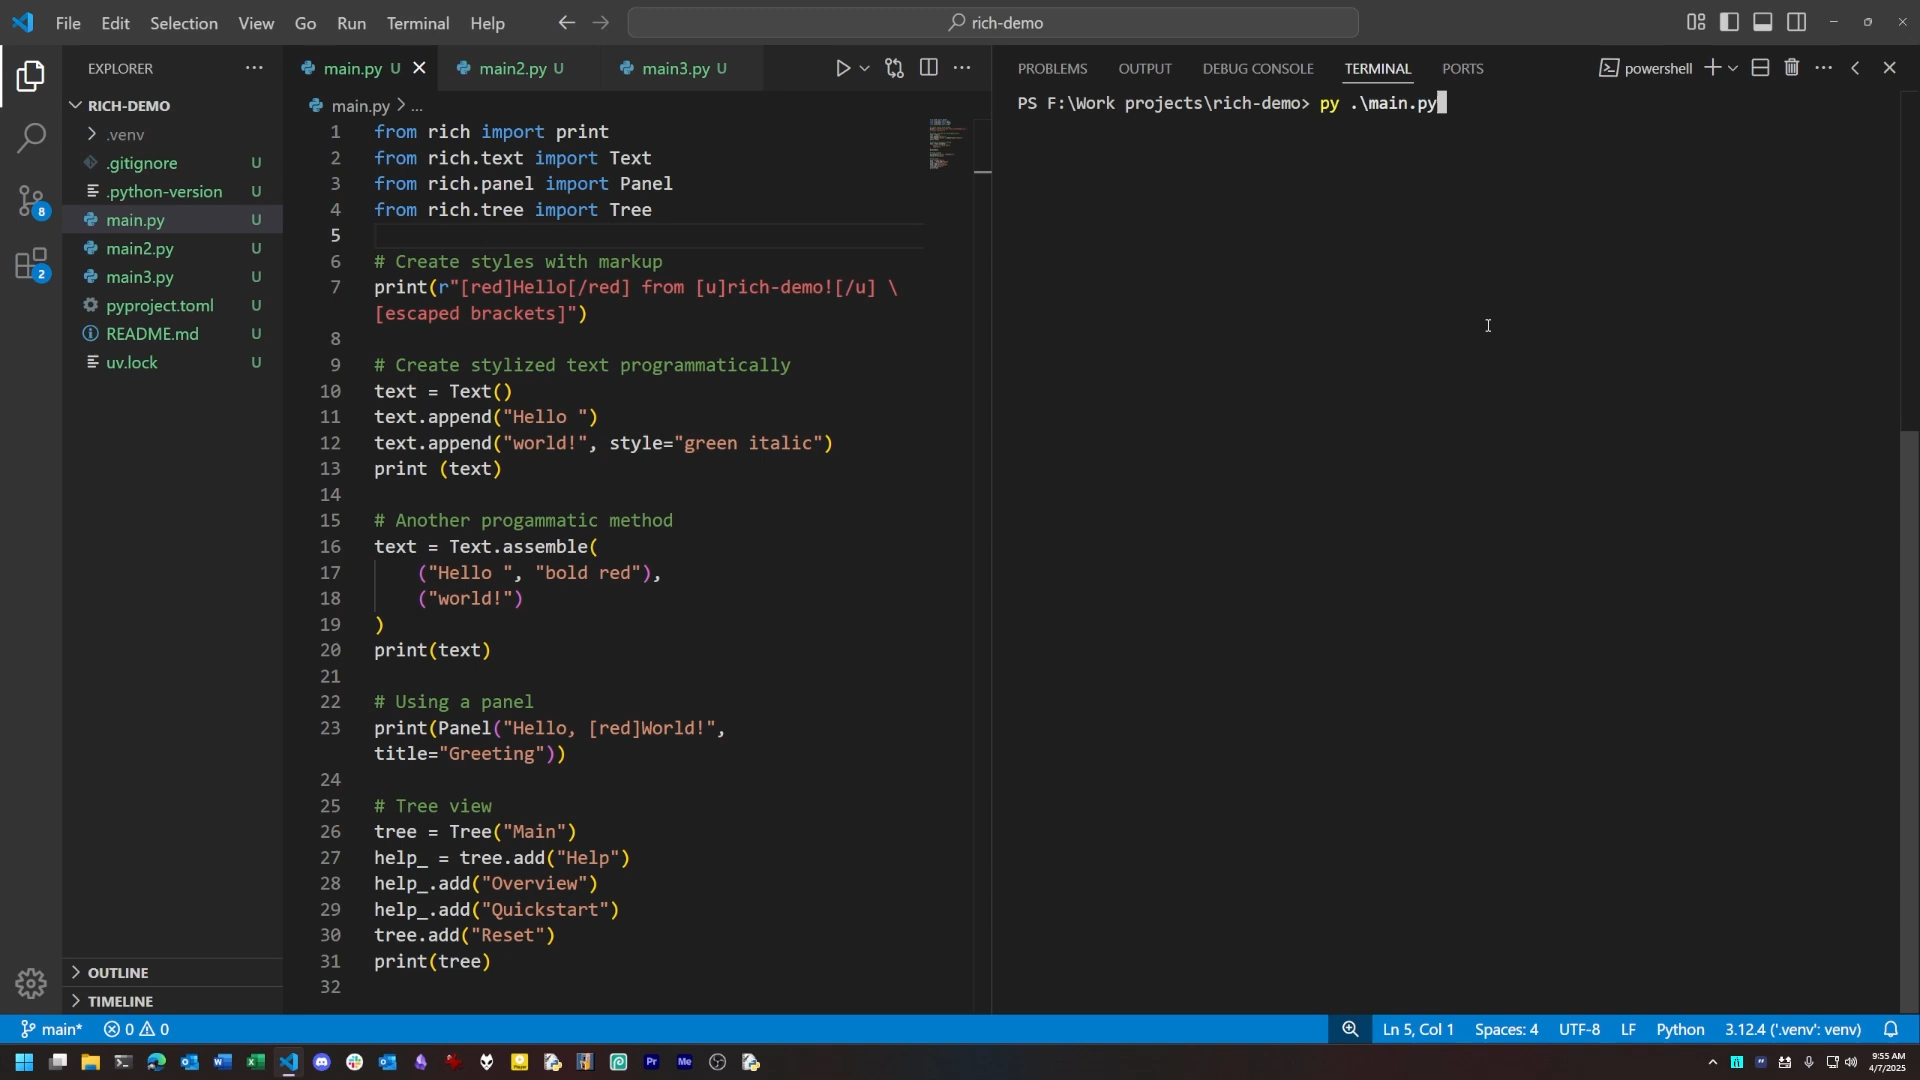 File Edit Selection View Go Run Terminal Help
rich-demo
EXPLORER
RICH-DEMO
.venv
.gitignore U
.python-version U
main.py U
main2.py U
main3.py U
pyproject.toml U
README.md U
uv.lock U
OUTLINE
TIMELINE
8
2
main.py U main2.py U main3.py U
main.py > ...
1 from rich import print
2 from rich.text import Text
3 from rich.panel import Panel
4 from rich.tree import Tree
5
6 # Create styles with markup
7 print(r"[red]Hello[/red] from [u]rich-demo![/u] \
[escaped brackets]")
8
9 # Create stylized text programmatically
10 text = Text()
11 text.append("Hello ")
12 text.append("world!", style="green italic")
13 print (text)
14
15 # Another progammatic method
16 text = Text.assemble(
17 ("Hello ", "bold red"),
18 ("world!")
19 )
20 print(text)
21
22 # Using a panel
23 print(Panel("Hello, [red]World!",
title="Greeting"))
24
25 # Tree view
26 tree = Tree("Main")
27 help_ = tree.add("Help")
28 help_.add("Overview")
29 help_.add("Quickstart")
30 tree.add("Reset")
31 print(tree)
32
PROBLEMS OUTPUT DEBUG CONSOLE TERMINAL PORTS
powershell
PS F:\Work projects\rich-demo> py .\main.py
main* 0 0
Ln 5, Col 1 Spaces: 4 UTF-8 LF Python 3.12.4 ('.venv': venv)
Pr Me
9:55 AM
4/7/2025